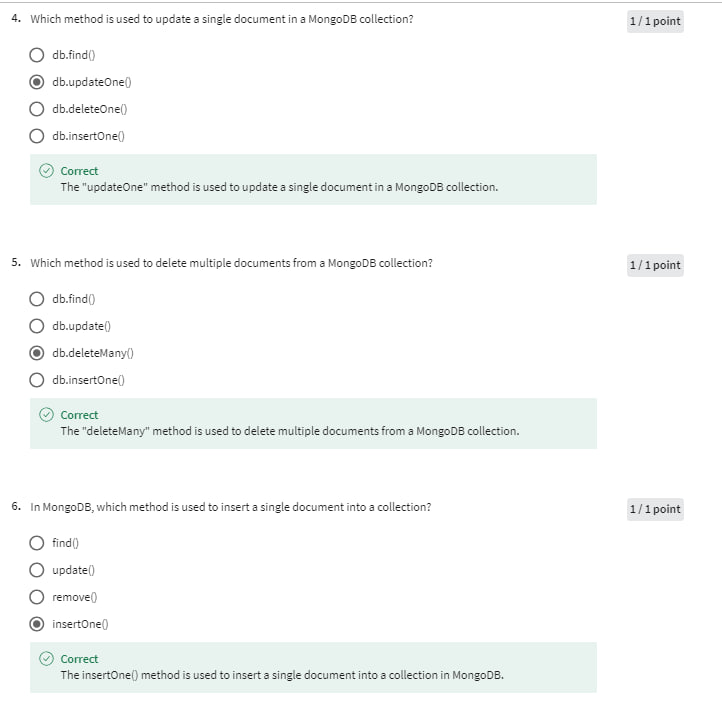 4. Which method is used to update a single document in a MongoDB collection?
1 / 1 point
db.find()
db.updateOne()
db.deleteOne()
db.insertOne()
Correct
The "updateOne" method is used to update a single document in a MongoDB collection.
5. Which method is used to delete multiple documents from a MongoDB collection?
1 / 1 point
db.find()
db.update()
db.deleteMany()
db.insertOne()
Correct
The "deleteMany" method is used to delete multiple documents from a MongoDB collection.
6. In MongoDB, which method is used to insert a single document into a collection?
1 / 1 point
find()
update()
remove()
insertOne()
Correct
The insertOne() method is used to insert a single document into a collection in MongoDB.